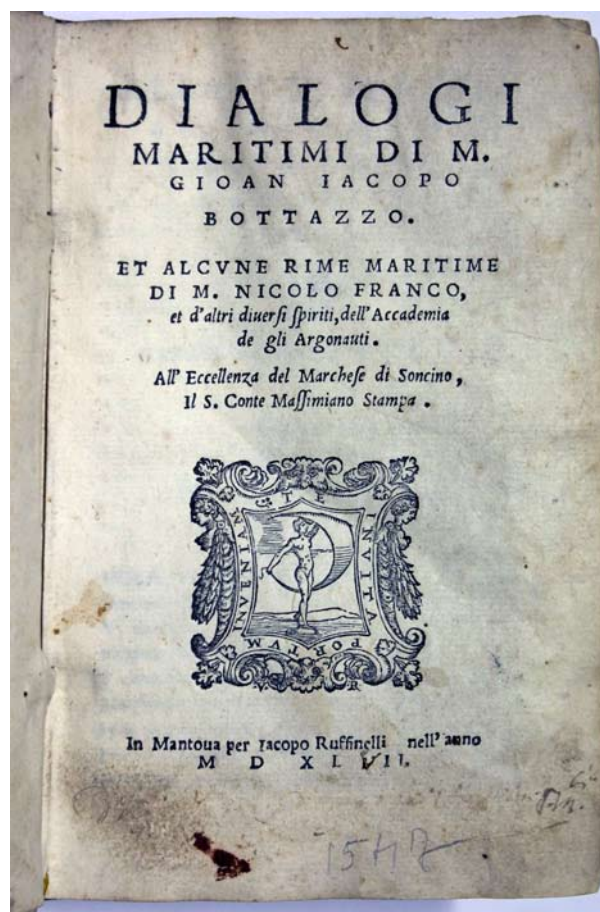 DIALOGI
MARITIMI DI M.
GIOAN IACOPO
BOTTAZZO.
ET ALCVNE RIME MARITIME
DI M. NICOLO FRANCO,
et d'altri diuerſi ſpiriti, dell'Accademia
de gli Argonauti.
All' Eccellenza del Marcheſe di Soncino,
Il S. Conte Maſſimiano Stampa.
TE INVITA PORTVM INVENIAM
V R
In Mantoua per Iacopo Ruffinelli nell' anno
M D XLVII.
1547